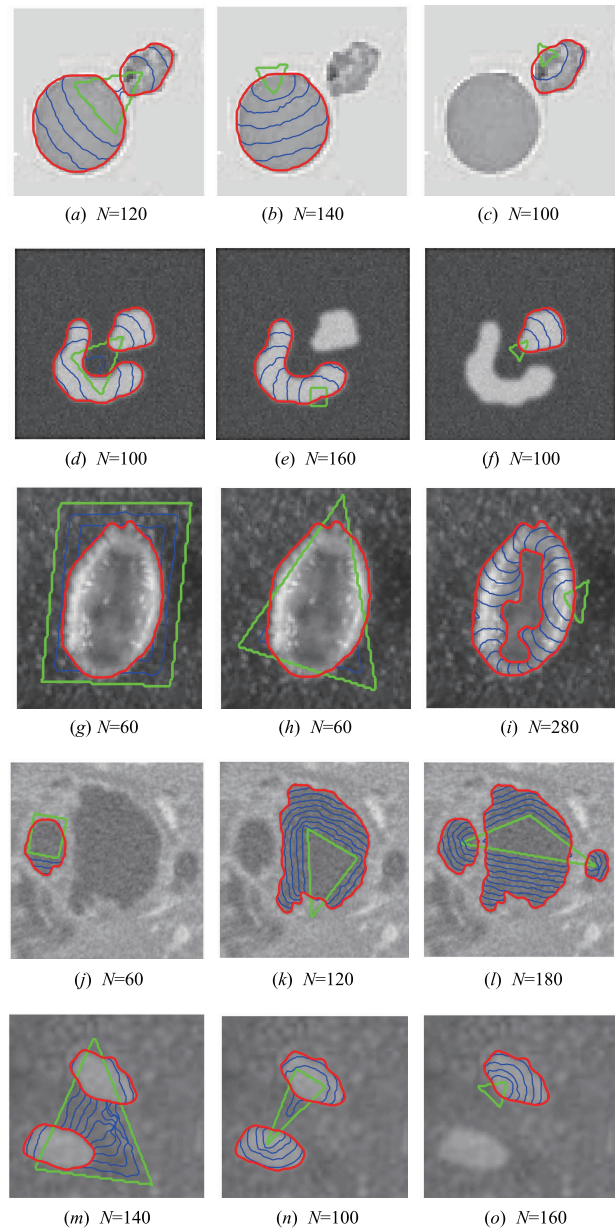 (a) N=120 (b) N=140 (c) N=100
(d) N=100 (e) N=160 (f) N=100
(g) N=60 (h) N=60 (i) N=280
(j) N=60 (k) N=120 (l) N=180
(m) N=140 (n) N=100 (o) N=160